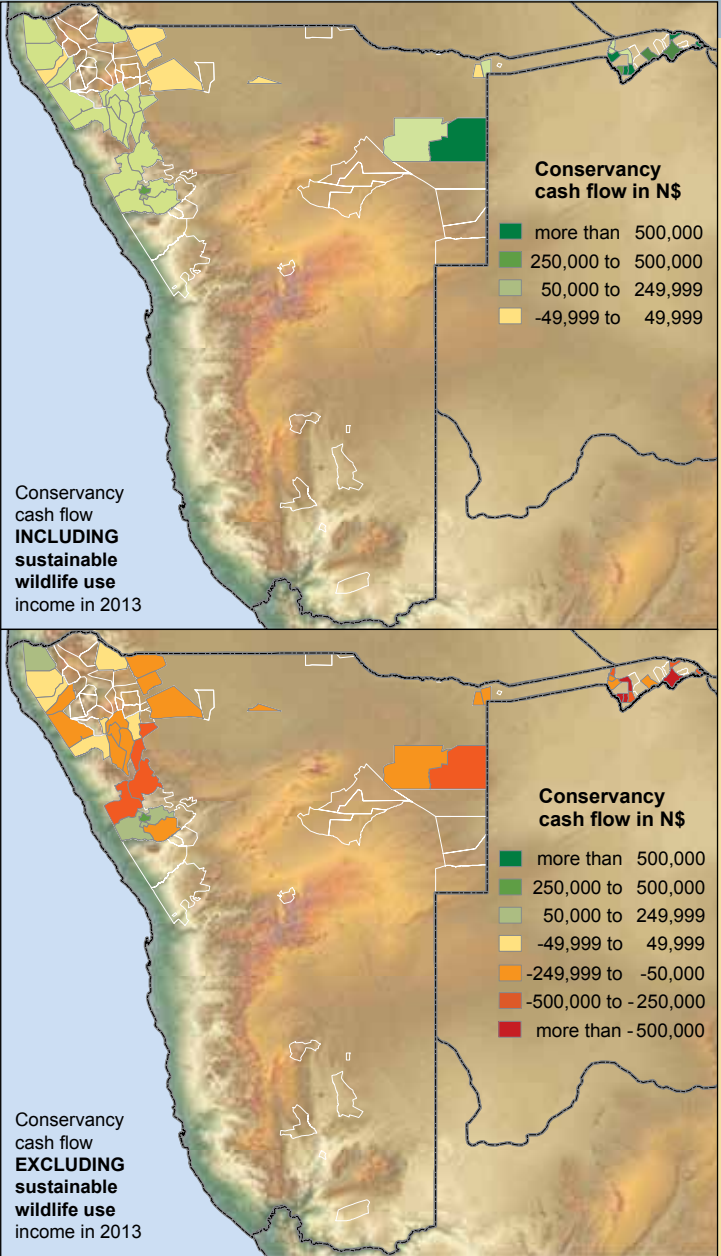 Conservancy
cash flow in N$
more than 500,000
250,000 to 500,000
50,000 to 249,999
-49,999 to 49,999
Conservancy
cash flow
INCLUDING
sustainable
wildlife use
income in 2013
Conservancy
cash flow in N$
more than 500,000
250,000 to 500,000
50,000 to 249,999
-49,999 to 49,999
-249,999 to -50,000
-500,000 to -250,000
more than -500,000
Conservancy
cash flow
EXCLUDING
sustainable
wildlife use
income in 2013